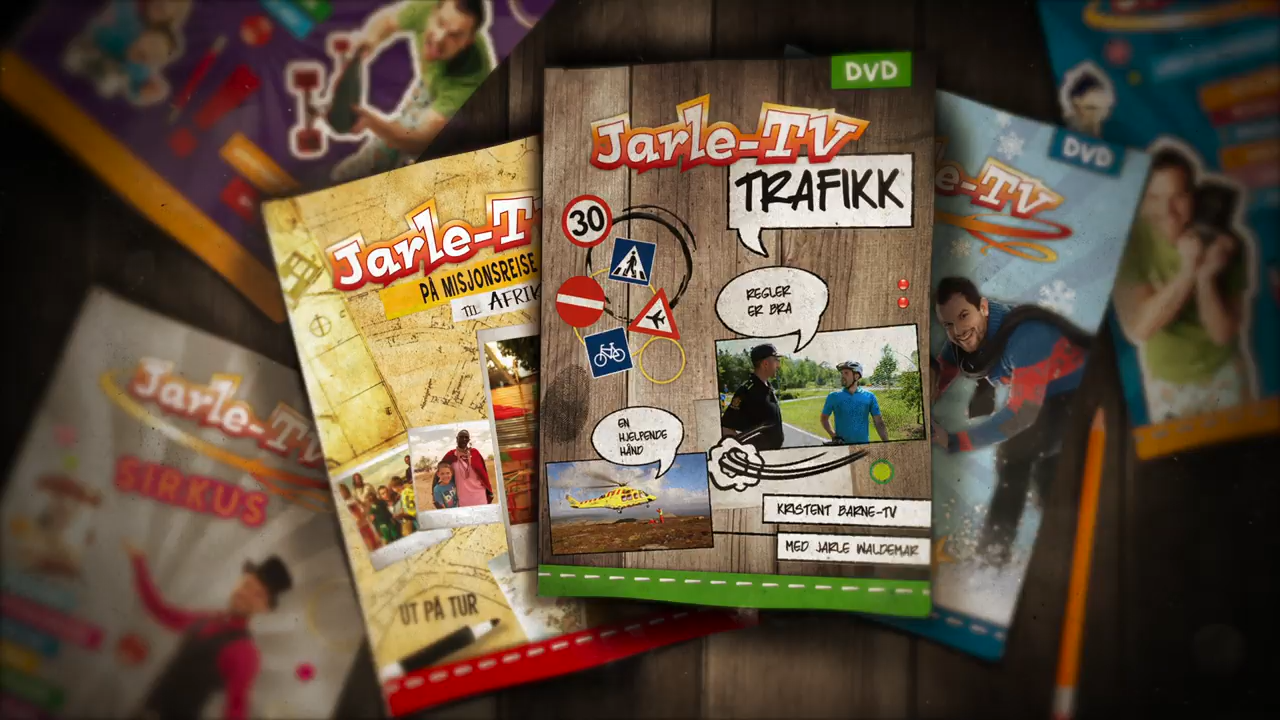 DVD
Jarle-TV
TRAFIKK
30
REGLER
ER BRA
EN
HJELPENDE
HÅND
KRISTENT BARNE-TV
MED JARLE WALDEMAR
Jarle-T
PÅ MISJONSREISE
TIL AFRIK
UT PÅ TUR
DVD
e-TV
Jarle-TV
SIRKUS